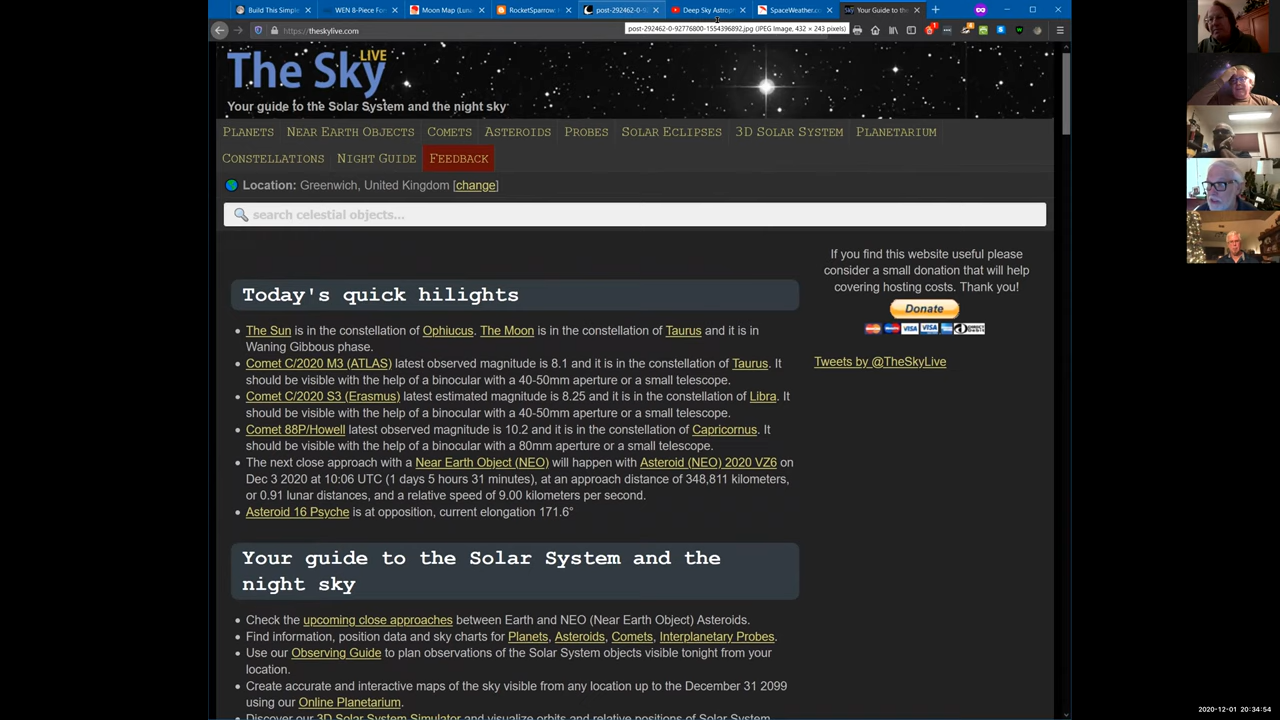 Build This Simple
WEN 8-Piece For
Moon Map (Luna
RocketSparrow:
post-292462-0-9
Deep Sky Astrop
SpaceWeather.c
Your Guide to the
https://theskylive.com
post-292462-0-92776800-1554396892.jpg (JPEG Image, 432 × 243 pixels)
The Sky LIVE
Your guide to the Solar System and the night sky
PLANETS NEAR EARTH OBJECTS COMETS ASTEROIDS PROBES SOLAR ECLIPSES 3D SOLAR SYSTEM PLANETARIUM
CONSTELLATIONS NIGHT GUIDE FEEDBACK
Location: Greenwich, United Kingdom [change]
search celestial objects...
If you find this website useful please
consider a small donation that will help
covering hosting costs. Thank you!
Donate
Tweets by @TheSkyLive
Today's quick hilights
The Sun is in the constellation of Ophiucus. The Moon is in the constellation of Taurus and it is in
Waning Gibbous phase.
Comet C/2020 M3 (ATLAS) latest observed magnitude is 8.1 and it is in the constellation of Taurus. It
should be visible with the help of a binocular with a 40-50mm aperture or a small telescope.
Comet C/2020 S3 (Erasmus) latest estimated magnitude is 8.25 and it is in the constellation of Libra. It
should be visible with the help of a binocular with a 40-50mm aperture or a small telescope.
Comet 88P/Howell latest observed magnitude is 10.2 and it is in the constellation of Capricornus. It
should be visible with the help of a binocular with a 80mm aperture or a small telescope.
The next close approach with a Near Earth Object (NEO) will happen with Asteroid (NEO) 2020 VZ6 on
Dec 3 2020 at 10:06 UTC (1 days 5 hours 31 minutes), at an approach distance of 348,811 kilometers,
or 0.91 lunar distances, and a relative speed of 9.00 kilometers per second.
Asteroid 16 Psyche is at opposition, current elongation 171.6°
Your guide to the Solar System and the
night sky
Check the upcoming close approaches between Earth and NEO (Near Earth Object) Asteroids.
Find information, position data and sky charts for Planets, Asteroids, Comets, Interplanetary Probes.
Use our Observing Guide to plan observations of the Solar System objects visible tonight from your
location.
Create accurate and interactive maps of the sky visible from any location up to the December 31 2099
using our Online Planetarium.
Discover our 3D Solar System Simulator and visualize orbits and relative positions of Solar System
2020-12-01 20:34:54